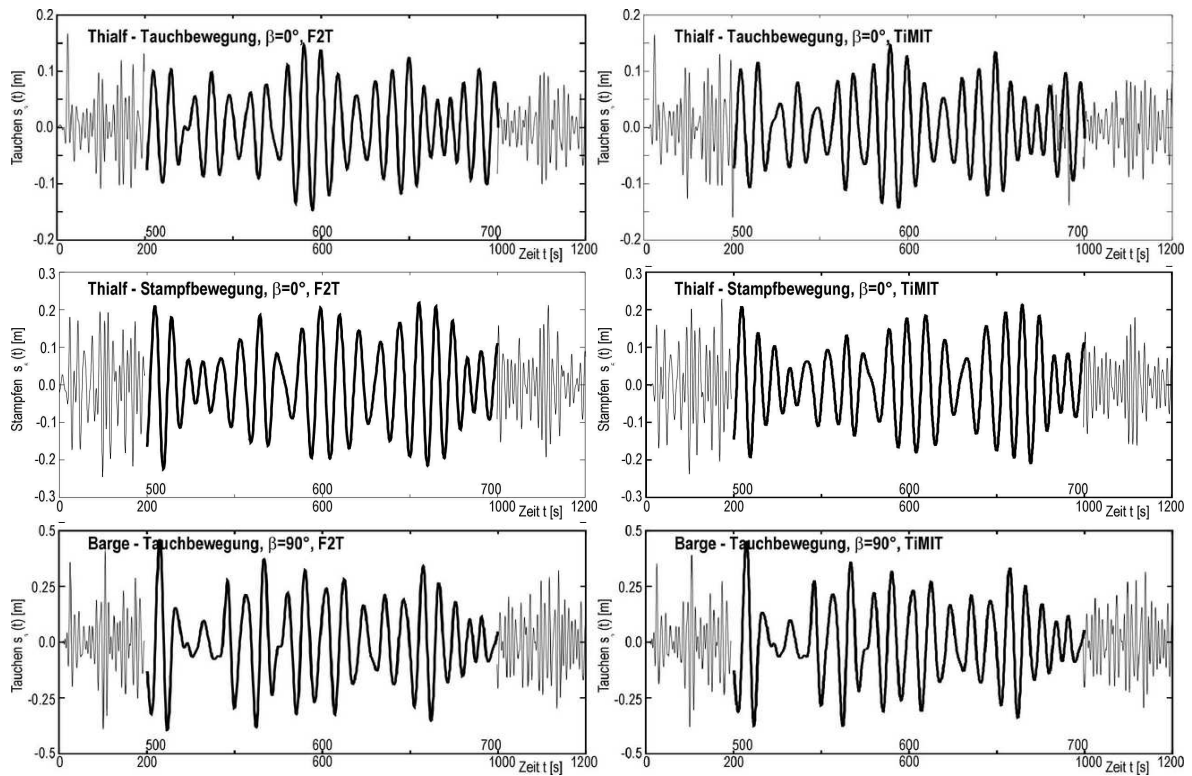 Thialf - Tauchbewegung, β=0°, F2T
Tauchen s (t) [m]
0.2
0.1
0.0
-0.1
-0.2
500 600 700
0 200 600 1000 Zeit t [s] 1200
Thialf - Tauchbewegung, β=0°, TiMIT
Tauchen s (t) [m]
0.2
0.1
0.0
-0.1
-0.2
500 600 700
0 200 600 1000 Zeit t [s] 1200
Thialf - Stampfbewegung, β=0°, F2T
Stampfen s (t) [m]
0.3
0.2
0.1
0.0
-0.1
-0.2
-0.3
500 600 700
0 200 600 1000 Zeit t [s] 1200
Thialf - Stampfbewegung, β=0°, TiMIT
Stampfen s (t) [m]
0.3
0.2
0.1
0.0
-0.1
-0.2
-0.3
500 600 700
0 200 600 1000 Zeit t [s] 1200
Barge - Tauchbewegung, β=90°, F2T
Tauchen s (t) [m]
0.5
0.25
0.0
-0.25
-0.5
500 600 700
0 200 600 1000 Zeit t [s] 1200
Barge - Tauchbewegung, β=90°, TiMIT
Tauchen s (t) [m]
0.5
0.25
0.0
-0.25
-0.5
500 600 700
0 200 600 1000 Zeit t [s] 1200